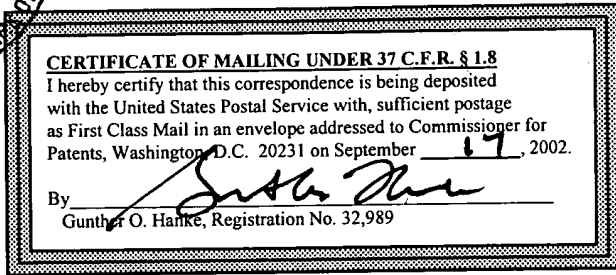 CERTIFICATE OF MAILING UNDER 37 C.F.R. § 1.8
I hereby certify that this correspondence is being deposited
with the United States Postal Service with, sufficient postage
as First Class Mail in an envelope addressed to Commissioner for
Patents, Washington, D.C. 20231 on September 17, 2002.
By
Gunther O. Hanke, Registration No. 32,989